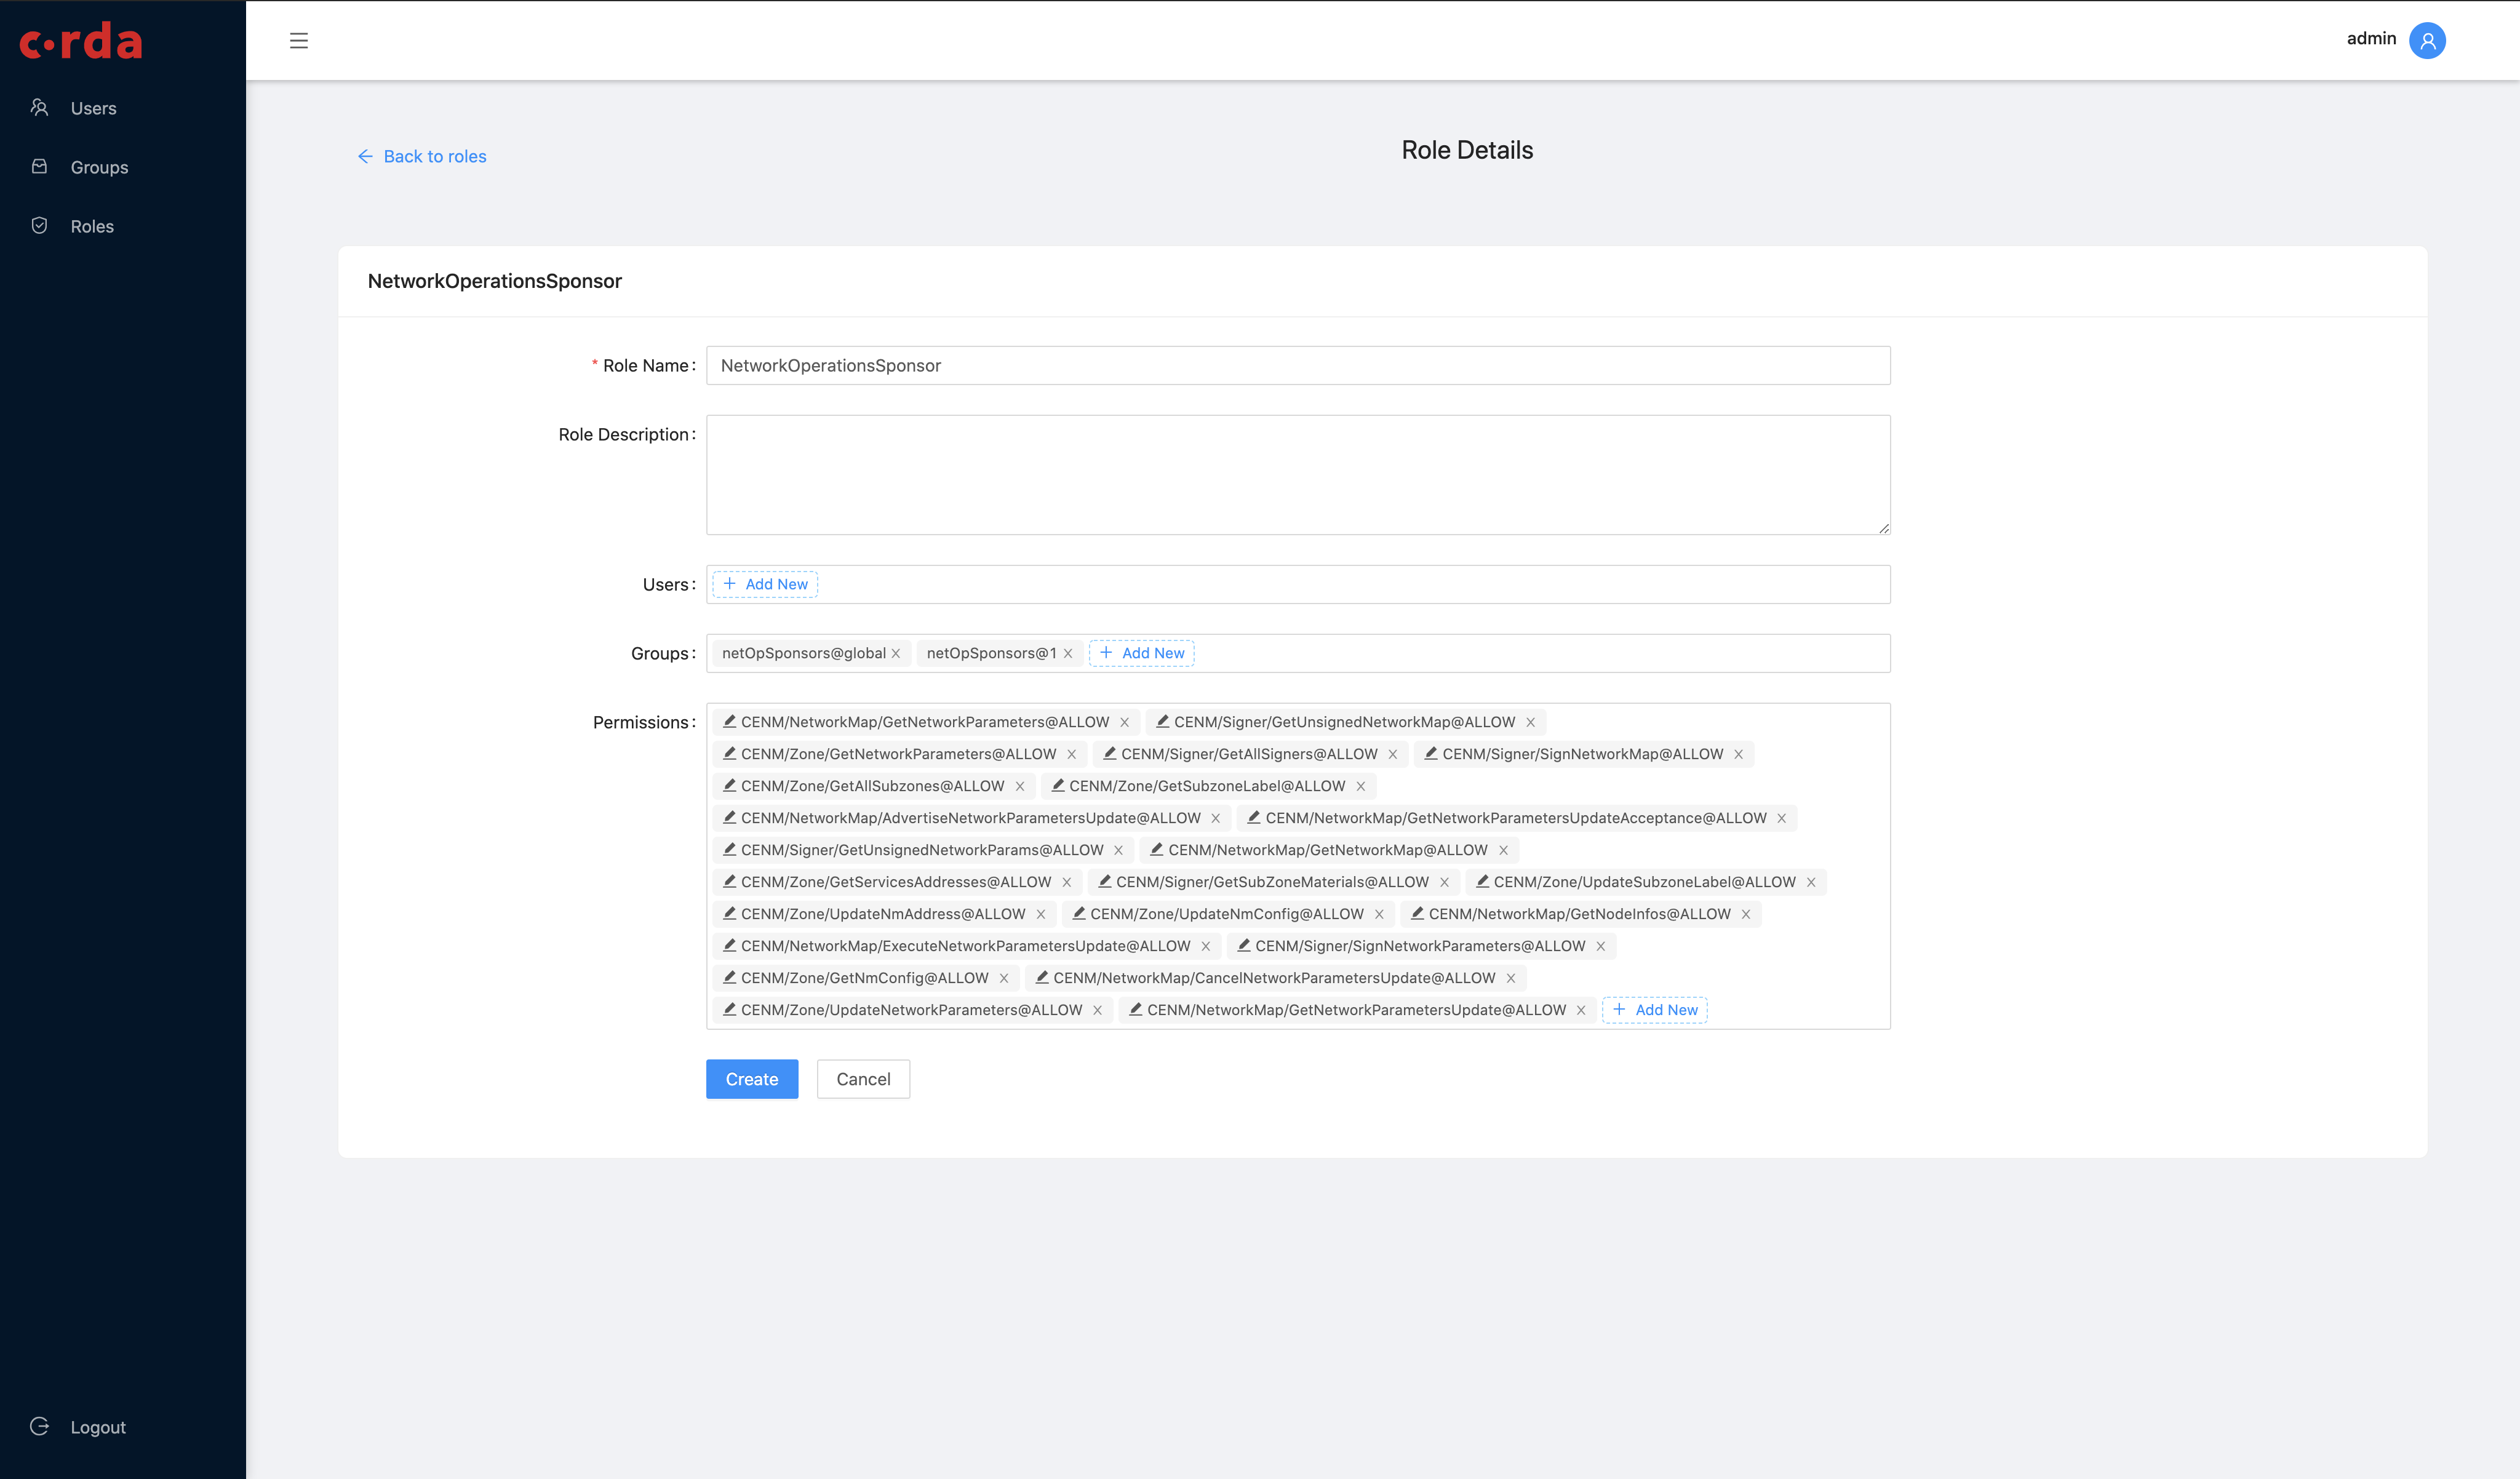 c·rda
admin
Users
Groups
Roles
Back to roles
Role Details
NetworkOperationsSponsor
* Role Name: NetworkOperationsSponsor
Role Description:
Users: + Add New
Groups: netOpSponsors@global × netOpSponsors@1 × + Add New
Permissions: CENM/NetworkMap/GetNetworkParameters@ALLOW × CENM/Signer/GetUnsignedNetworkMap@ALLOW ×
CENM/Zone/GetNetworkParameters@ALLOW × CENM/Signer/GetAllSigners@ALLOW × CENM/Signer/SignNetworkMap@ALLOW ×
CENM/Zone/GetAllSubzones@ALLOW × CENM/Zone/GetSubzoneLabel@ALLOW ×
CENM/NetworkMap/AdvertiseNetworkParametersUpdate@ALLOW × CENM/NetworkMap/GetNetworkParametersUpdateAcceptance@ALLOW ×
CENM/Signer/GetUnsignedNetworkParams@ALLOW × CENM/NetworkMap/GetNetworkMap@ALLOW ×
CENM/Zone/GetServicesAddresses@ALLOW × CENM/Signer/GetSubZoneMaterials@ALLOW × CENM/Zone/UpdateSubzoneLabel@ALLOW ×
CENM/Zone/UpdateNmAddress@ALLOW × CENM/Zone/UpdateNmConfig@ALLOW × CENM/NetworkMap/GetNodeInfos@ALLOW ×
CENM/NetworkMap/ExecuteNetworkParametersUpdate@ALLOW × CENM/Signer/SignNetworkParameters@ALLOW ×
CENM/Zone/GetNmConfig@ALLOW × CENM/NetworkMap/CancelNetworkParametersUpdate@ALLOW ×
CENM/Zone/UpdateNetworkParameters@ALLOW × CENM/NetworkMap/GetNetworkParametersUpdate@ALLOW × + Add New
Create Cancel
Logout